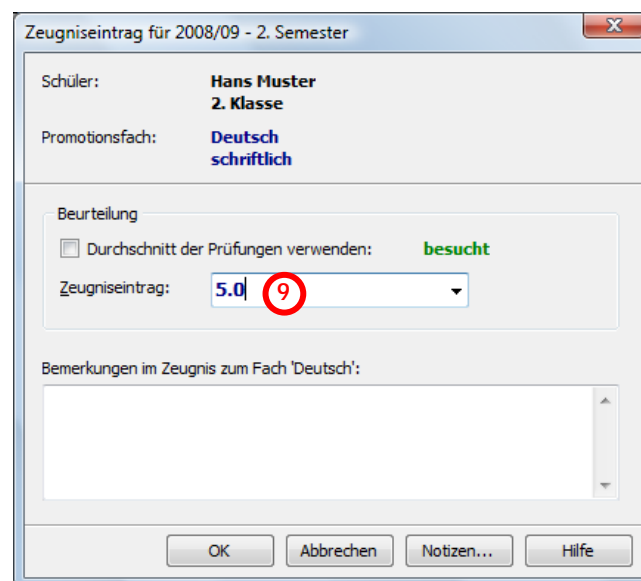 Zeugniseintrag für 2008/09 - 2. Semester
Schüler: Hans Muster
2. Klasse
Promotionsfach: Deutsch
schriftlich
Beurteilung
Durchschnitt der Prüfungen verwenden: besucht
Zeugniseintrag: 5.0 9
Bemerkungen im Zeugnis zum Fach 'Deutsch':
OK Abbrechen Notizen... Hilfe